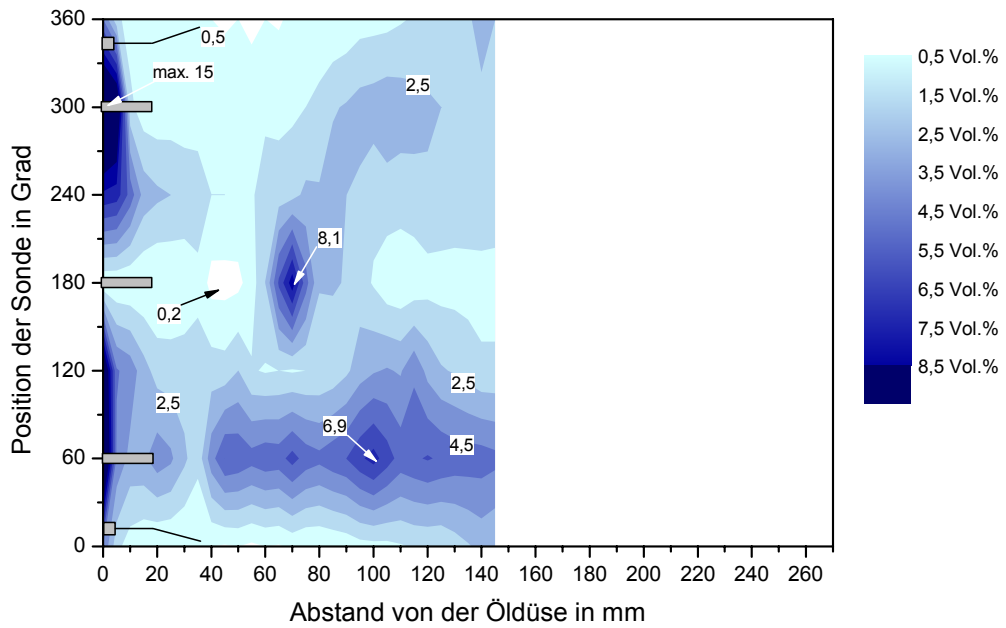 360
300
240
180
120
60
0
Position der Sonde in Grad
0 20 40 60 80 100 120 140 160 180 200 220 240 260
Abstand von der Öldüse in mm
0,5
max. 15
2,5
8,1
0,2
2,5
2,5
6,9
4,5
0,5 Vol.%
1,5 Vol.%
2,5 Vol.%
3,5 Vol.%
4,5 Vol.%
5,5 Vol.%
6,5 Vol.%
7,5 Vol.%
8,5 Vol.%